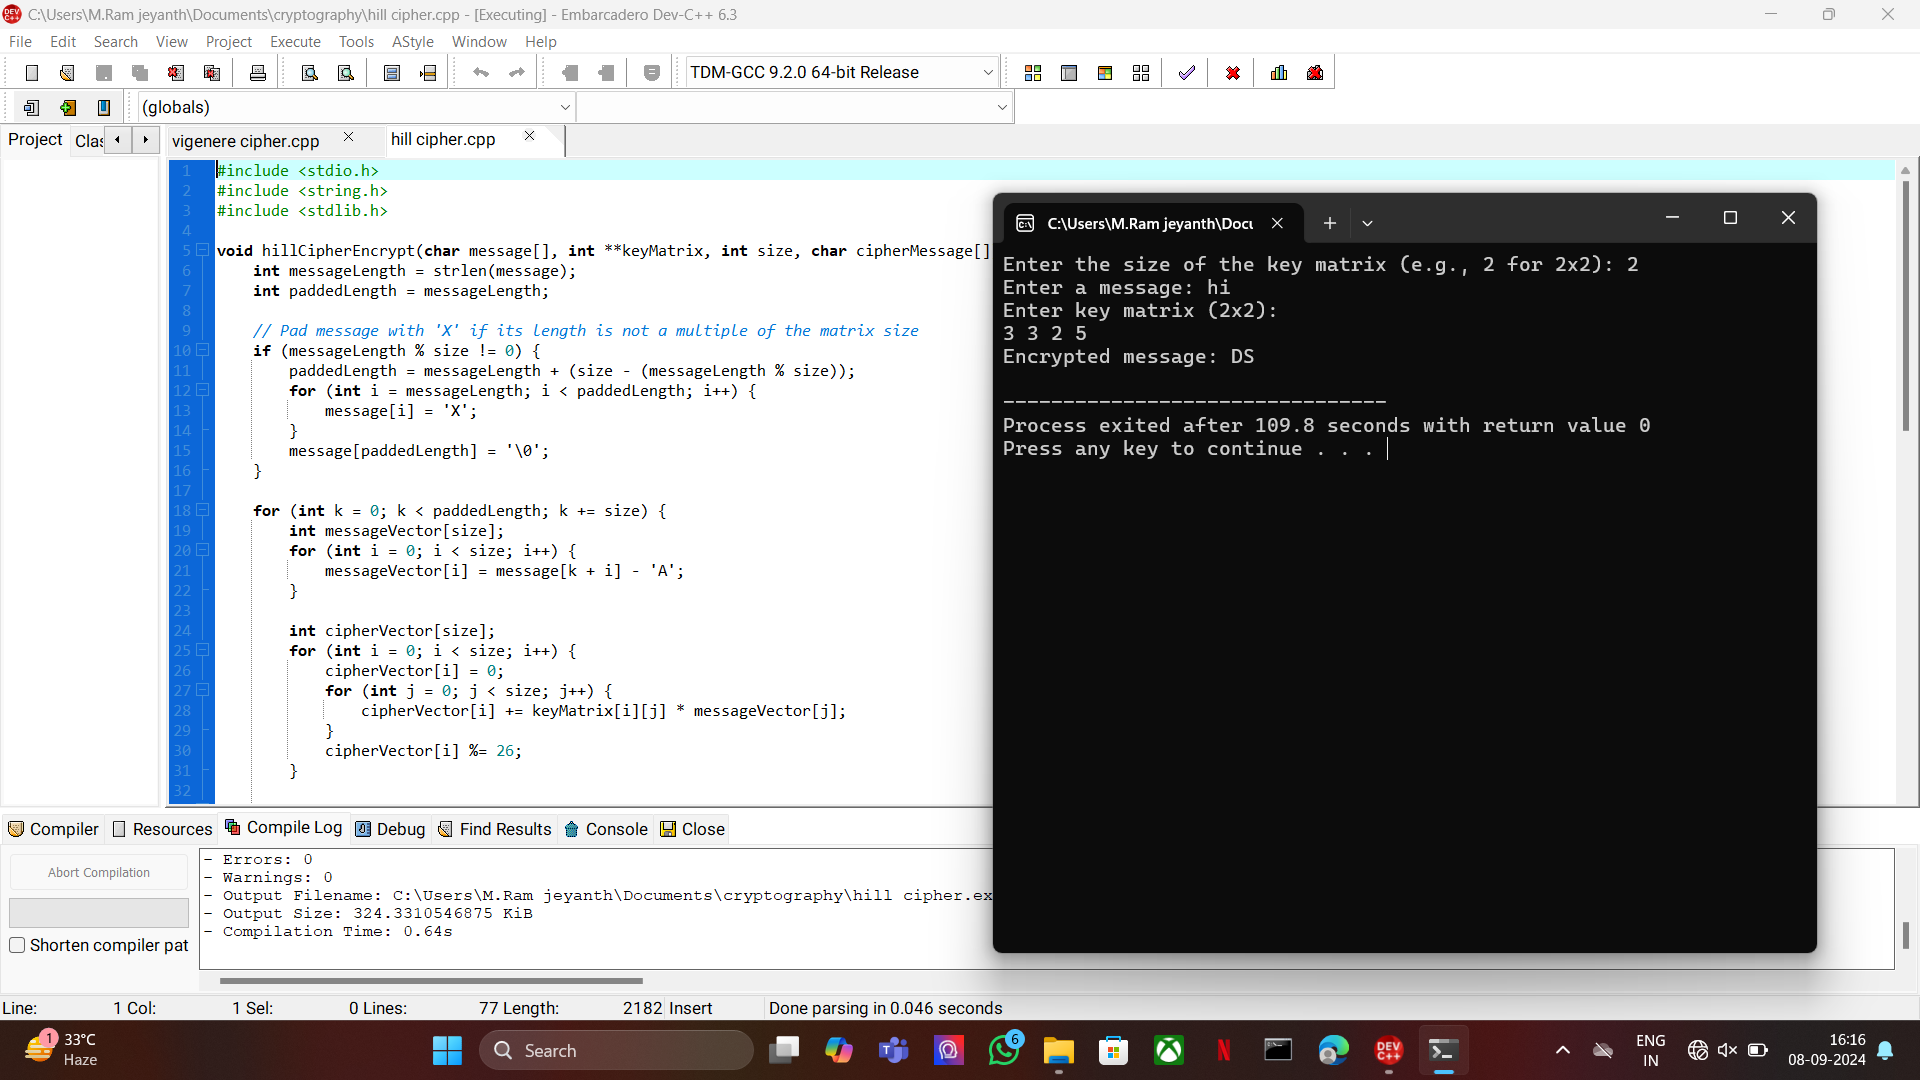 C:\Users\M.Ram jeyanth\Documents\cryptography\hill cipher.cpp - [Executing] - Embarcadero Dev-C++ 6.3
File Edit Search View Project Execute Tools AStyle Window Help
TDM-GCC 9.2.0 64-bit Release
(globals)
Project Clas
vigenere cipher.cpp
hill cipher.cpp
1 #include <stdio.h>
2 #include <string.h>
3 #include <stdlib.h>
4
5 void hillCipherEncrypt(char message[], int **keyMatrix, int size, char cipherMessage[]
6 int messageLength = strlen(message);
7 int paddedLength = messageLength;
8
9 // Pad message with 'X' if its length is not a multiple of the matrix size
10 if (messageLength % size != 0) {
11 paddedLength = messageLength + (size - (messageLength % size));
12 for (int i = messageLength; i < paddedLength; i++) {
13 message[i] = 'X';
14 }
15 message[paddedLength] = '\0';
16 }
17
18 for (int k = 0; k < paddedLength; k += size) {
19 int messageVector[size];
20 for (int i = 0; i < size; i++) {
21 messageVector[i] = message[k + i] - 'A';
22 }
23
24 int cipherVector[size];
25 for (int i = 0; i < size; i++) {
26 cipherVector[i] = 0;
27 for (int j = 0; j < size; j++) {
28 cipherVector[i] += keyMatrix[i][j] * messageVector[j];
29 }
30 cipherVector[i] %= 26;
31 }
32
C:\Users\M.Ram jeyanth\Docu
Enter the size of the key matrix (e.g., 2 for 2x2): 2
Enter a message: hi
Enter key matrix (2x2):
3 3 2 5
Encrypted message: DS
--------------------------------
Process exited after 109.8 seconds with return value 0
Press any key to continue . . .
Compiler Resources Compile Log Debug Find Results Console Close
Abort Compilation
Shorten compiler pat
- Errors: 0
- Warnings: 0
- Output Filename: C:\Users\M.Ram jeyanth\Documents\cryptography\hill cipher.ex
- Output Size: 324.3310546875 KiB
- Compilation Time: 0.64s
Line: 1 Col: 1 Sel: 0 Lines: 77 Length: 2182 Insert Done parsing in 0.046 seconds
1
33°C
Haze
Search
6
DEV
C++
ENG
IN
16:16
08-09-2024